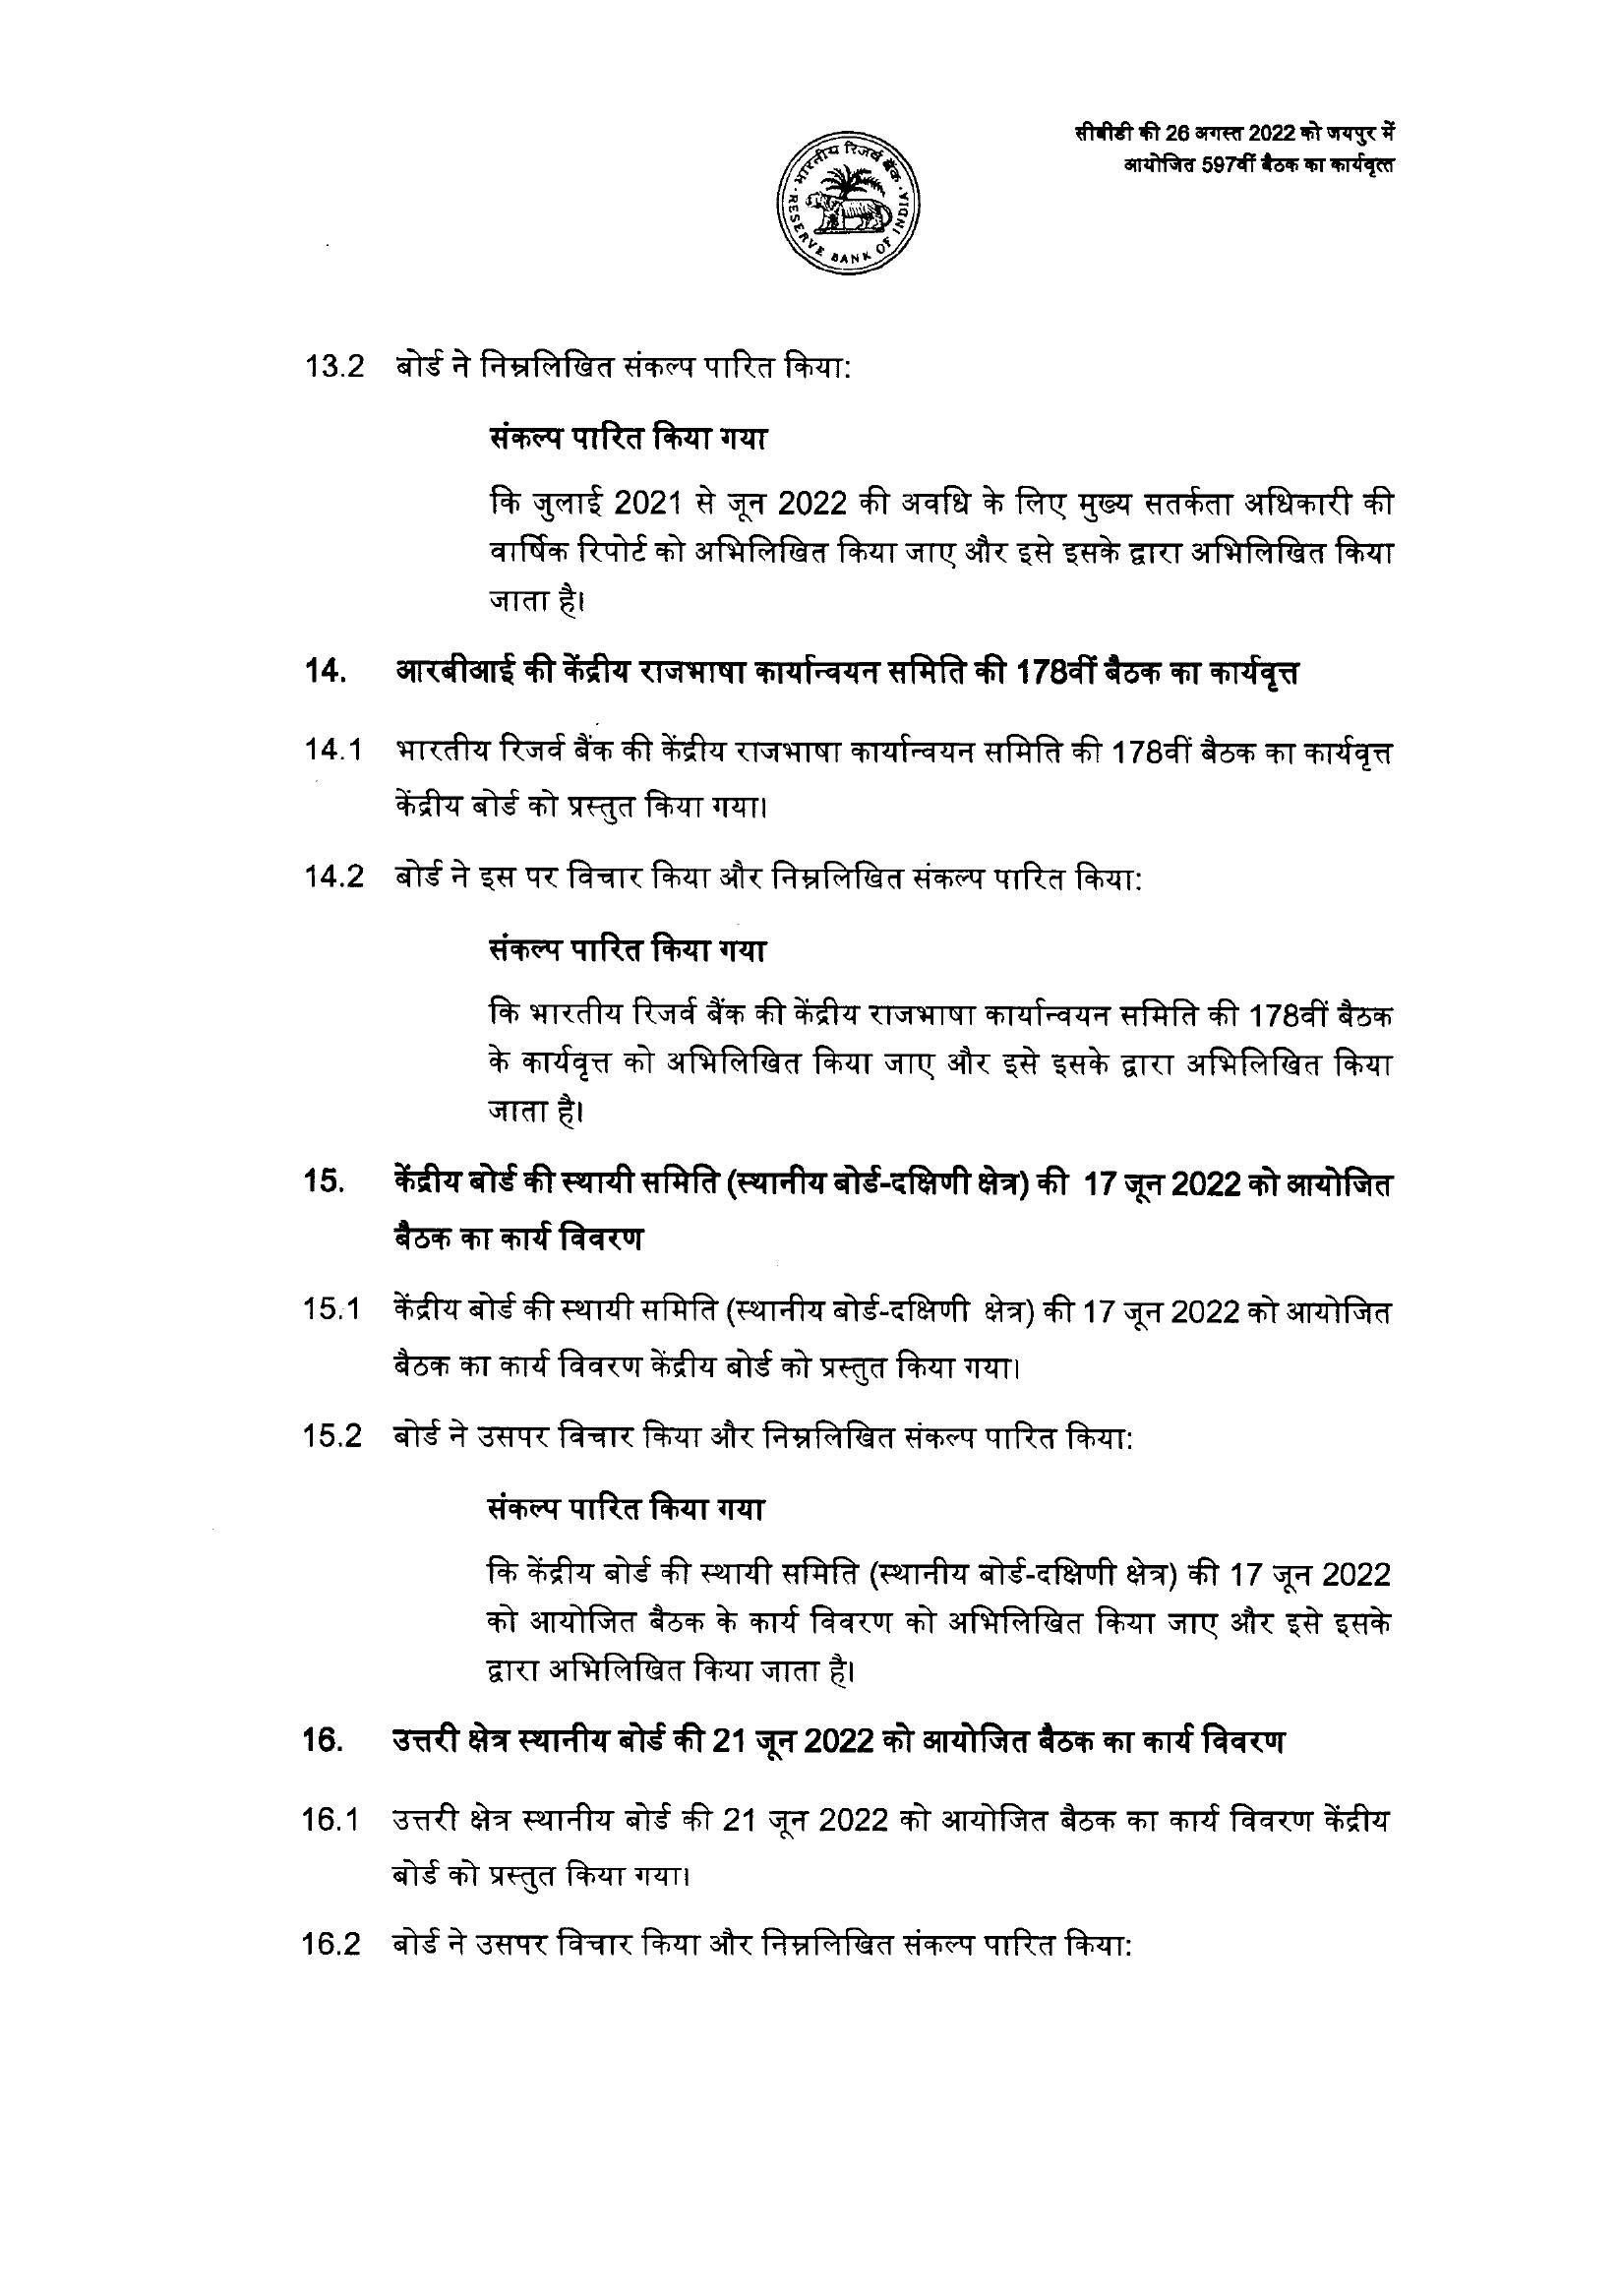 सीबीडी की 26 अगस्त 2022 को जयपुर में
आयोजित 597वीं बैठक का कार्यवृत्त
भारतीय रिजर्व बैंक
RESERVE BANK OF INDIA
13.2 बोर्ड ने निम्नलिखित संकल्प पारित किया:
संकल्प पारित किया गया
कि जुलाई 2021 से जून 2022 की अवधि के लिए मुख्य सतर्कता अधिकारी की
वार्षिक रिपोर्ट को अभिलिखित किया जाए और इसे इसके द्वारा अभिलिखित किया
जाता है।
14. आरबीआई की केंद्रीय राजभाषा कार्यान्वयन समिति की 178वीं बैठक का कार्यवृत्त
14.1 भारतीय रिजर्व बैंक की केंद्रीय राजभाषा कार्यान्वयन समिति की 178वीं बैठक का कार्यवृत्त
केंद्रीय बोर्ड को प्रस्तुत किया गया।
14.2 बोर्ड ने इस पर विचार किया और निम्नलिखित संकल्प पारित किया:
संकल्प पारित किया गया
कि भारतीय रिजर्व बैंक की केंद्रीय राजभाषा कार्यान्वयन समिति की 178वीं बैठक
के कार्यवृत्त को अभिलिखित किया जाए और इसे इसके द्वारा अभिलिखित किया
जाता है।
15. केंद्रीय बोर्ड की स्थायी समिति (स्थानीय बोर्ड-दक्षिणी क्षेत्र) की 17 जून 2022 को आयोजित
बैठक का कार्य विवरण
15.1 केंद्रीय बोर्ड की स्थायी समिति (स्थानीय बोर्ड-दक्षिणी क्षेत्र) की 17 जून 2022 को आयोजित
बैठक का कार्य विवरण केंद्रीय बोर्ड को प्रस्तुत किया गया।
15.2 बोर्ड ने उसपर विचार किया और निम्नलिखित संकल्प पारित किया:
संकल्प पारित किया गया
कि केंद्रीय बोर्ड की स्थायी समिति (स्थानीय बोर्ड-दक्षिणी क्षेत्र) की 17 जून 2022
को आयोजित बैठक के कार्य विवरण को अभिलिखित किया जाए और इसे इसके
द्वारा अभिलिखित किया जाता है।
16. उत्तरी क्षेत्र स्थानीय बोर्ड की 21 जून 2022 को आयोजित बैठक का कार्य विवरण
16.1 उत्तरी क्षेत्र स्थानीय बोर्ड की 21 जून 2022 को आयोजित बैठक का कार्य विवरण केंद्रीय
बोर्ड को प्रस्तुत किया गया।
16.2 बोर्ड ने उसपर विचार किया और निम्नलिखित संकल्प पारित किया: